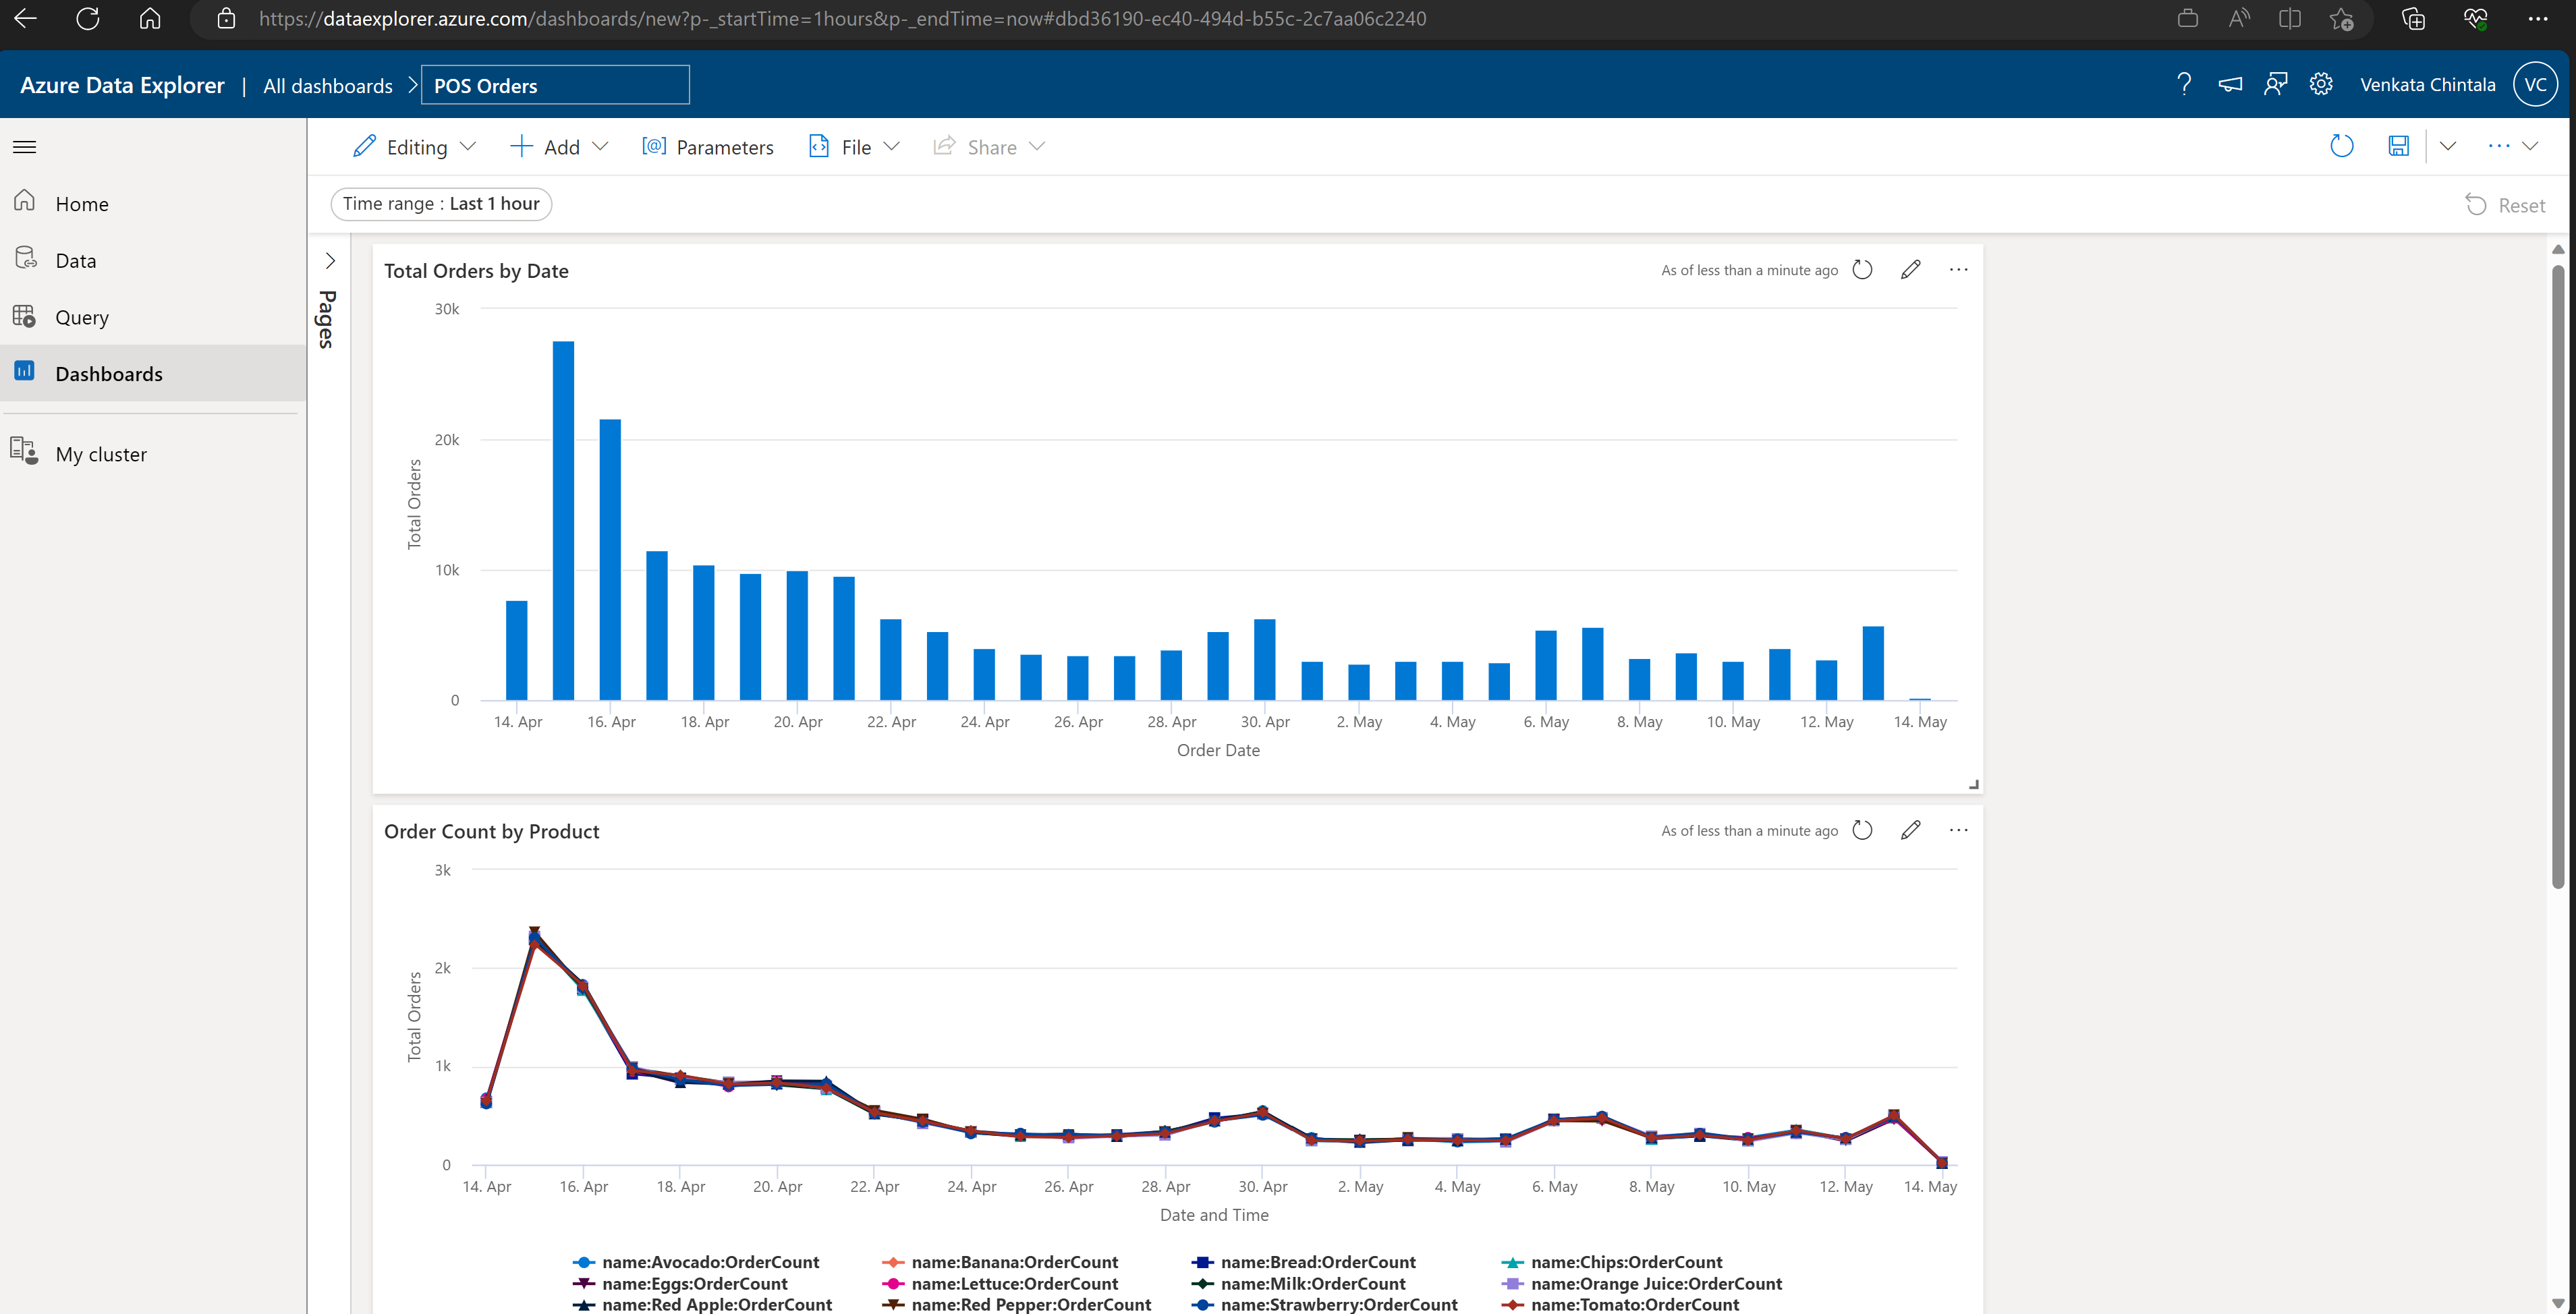 https://dataexplorer.azure.com/dashboards/new?p-_startTime=1hours&p-_endTime=now#dbd36190-ec40-494d-b55c-2c7aa06c2240
Azure Data Explorer | All dashboards > POS Orders
Venkata Chintala VC
Editing Add Parameters File Share
Time range : Last 1 hour
Reset
Home
Data
Query
Dashboards
My cluster
Pages
Total Orders by Date
As of less than a minute ago
30k
20k
10k
0
Total Orders
14. Apr 16. Apr 18. Apr 20. Apr 22. Apr 24. Apr 26. Apr 28. Apr 30. Apr 2. May 4. May 6. May 8. May 10. May 12. May 14. May
Order Date
Order Count by Product
As of less than a minute ago
3k
2k
1k
0
Total Orders
14. Apr 16. Apr 18. Apr 20. Apr 22. Apr 24. Apr 26. Apr 28. Apr 30. Apr 2. May 4. May 6. May 8. May 10. May 12. May 14. May
Date and Time
name:Avocado:OrderCount name:Banana:OrderCount name:Bread:OrderCount name:Chips:OrderCount
name:Eggs:OrderCount name:Lettuce:OrderCount name:Milk:OrderCount name:Orange Juice:OrderCount
name:Red Apple:OrderCount name:Red Pepper:OrderCount name:Strawberry:OrderCount name:Tomato:OrderCount